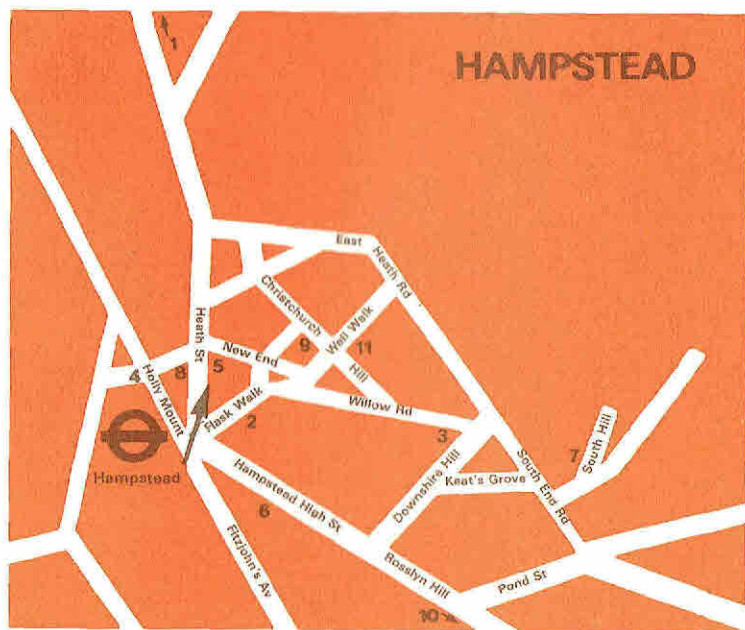 1
HAMPSTEAD
East
Heath Rd
Christchurch
Hill
Well Walk
Heath St
New End
9
11
5
8
4
Holly Mount
Flask Walk
2
Willow Rd
3
Hampstead
Hampstead High St
6
Downshire Hill
Keat's Grove
South End Rd
7
South Hill
Fitzjohn's Av
Rosslyn Hill
Pond St
10